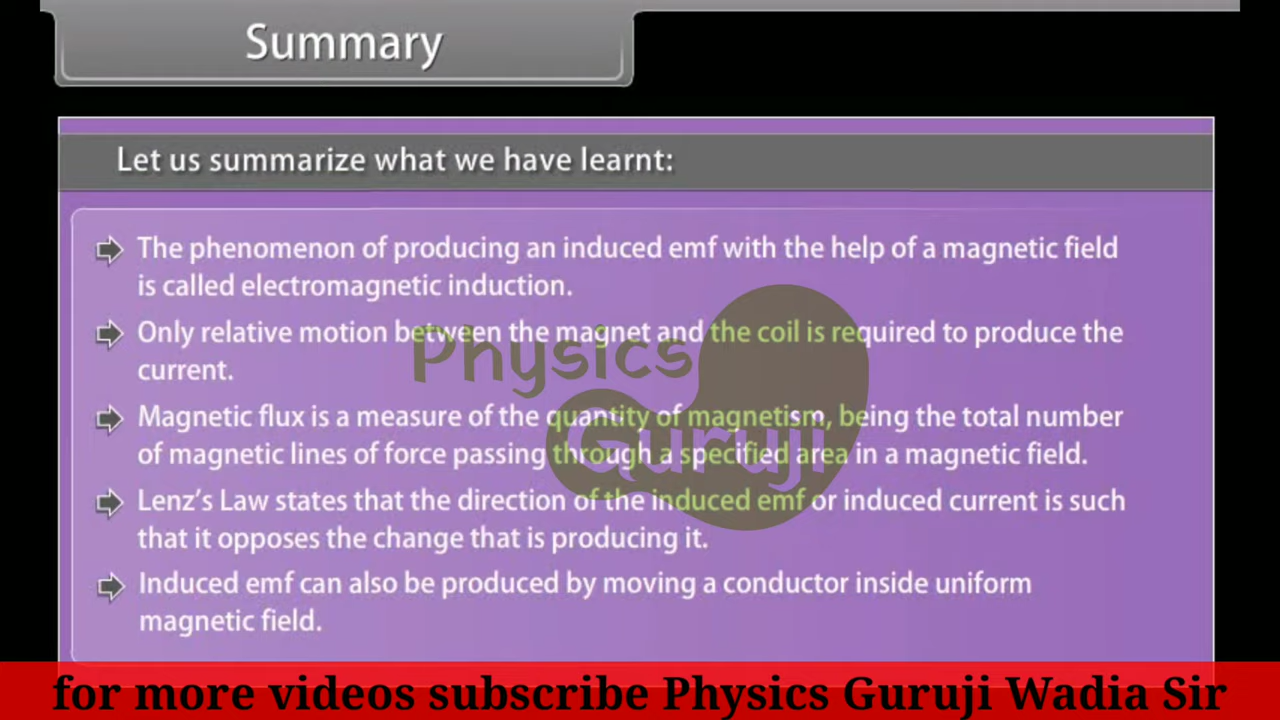 Summary
Let us summarize what we have learnt:
The phenomenon of producing an induced emf with the help of a magnetic field
is called electromagnetic induction.
Only relative motion between the magnet and the coil is required to produce the
current.
Magnetic flux is a measure of the quantity of magnetism, being the total number
of magnetic lines of force passing through a specified area in a magnetic field.
Lenz's Law states that the direction of the induced emf or induced current is such
that it opposes the change that is producing it.
Induced emf can also be produced by moving a conductor inside uniform
magnetic field.
Physics
Guruji
for more videos subscribe Physics Guruji Wadia Sir